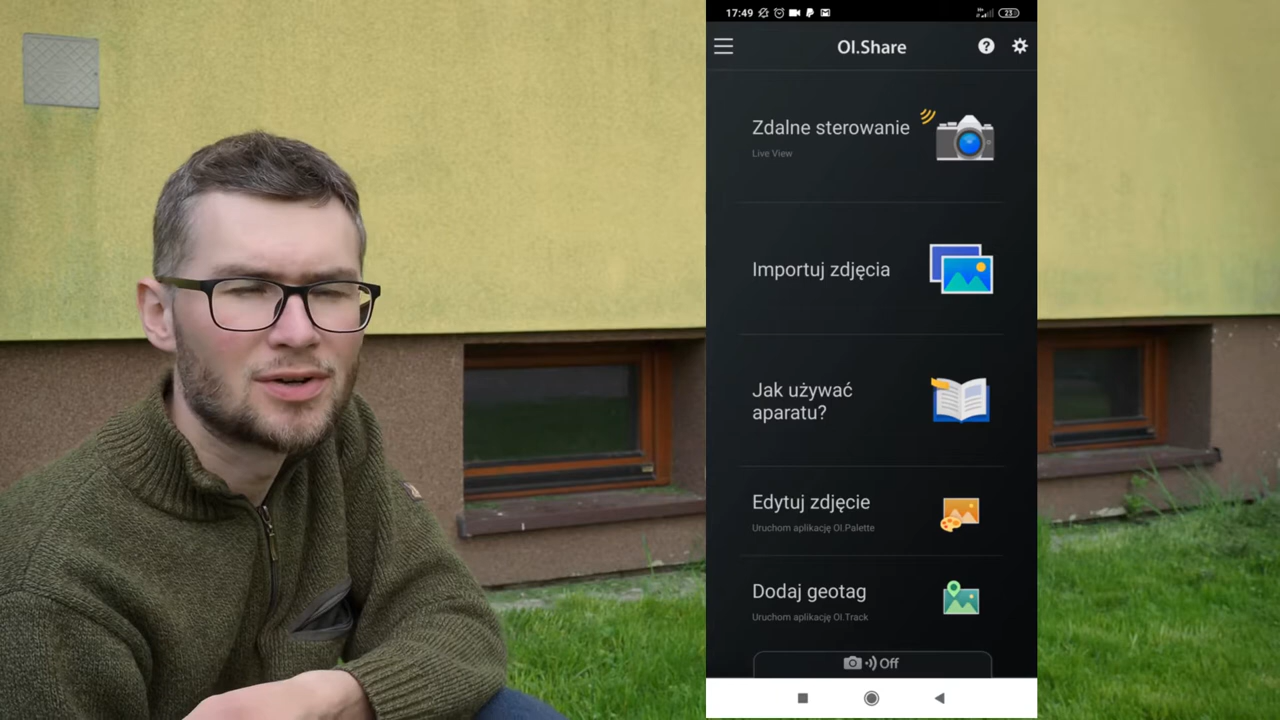 17:49
23
OI.Share
Zdalne sterowanie
Live View
Importuj zdjęcia
Jak używać
aparatu?
Edytuj zdjęcie
Uruchom aplikację OI.Palette
Dodaj geotag
Uruchom aplikację OI.Track
Off